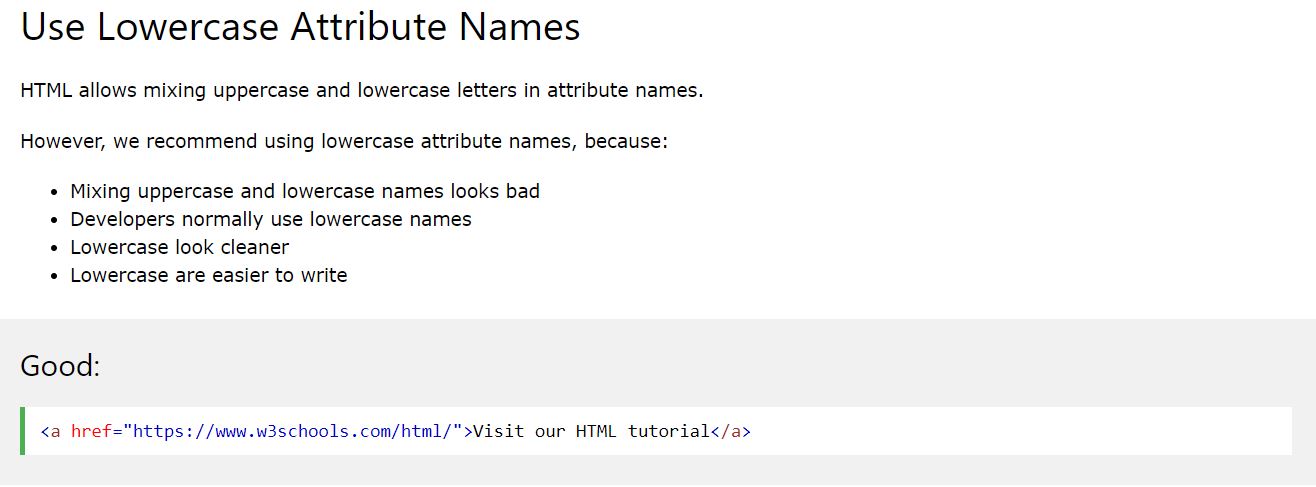 Use Lowercase Attribute Names
HTML allows mixing uppercase and lowercase letters in attribute names.
However, we recommend using lowercase attribute names, because:
• Mixing uppercase and lowercase names looks bad
• Developers normally use lowercase names
• Lowercase look cleaner
• Lowercase are easier to write
Good:
<a href="https://www.w3schools.com/html/">Visit our HTML tutorial</a>